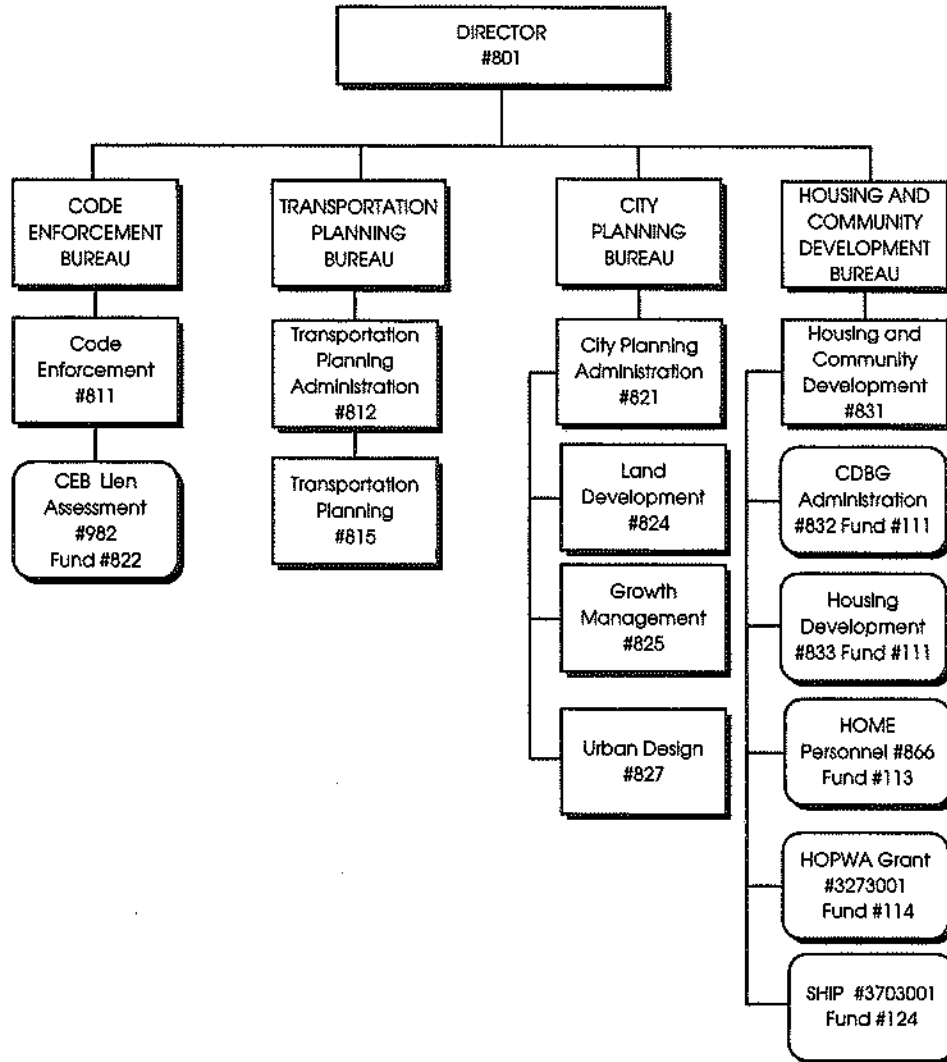 DIRECTOR
#801
CODE
ENFORCEMENT
BUREAU
TRANSPORTATION
PLANNING
BUREAU
CITY
PLANNING
BUREAU
HOUSING AND
COMMUNITY
DEVELOPMENT
BUREAU
Code
Enforcement
#811
Transportation
Planning
Administration
#812
City Planning
Administration
#821
Housing and
Community
Development
#831
CEB Lien
Assessment
#982
Fund #822
Transportation
Planning
#815
Land
Development
#824
CDBG
Administration
#832 Fund #111
Growth
Management
#825
Housing
Development
#833 Fund #111
Urban Design
#827
HOME
Personnel #866
Fund #113
HOPWA Grant
#3273001
Fund #114
SHIP #3703001
Fund #124